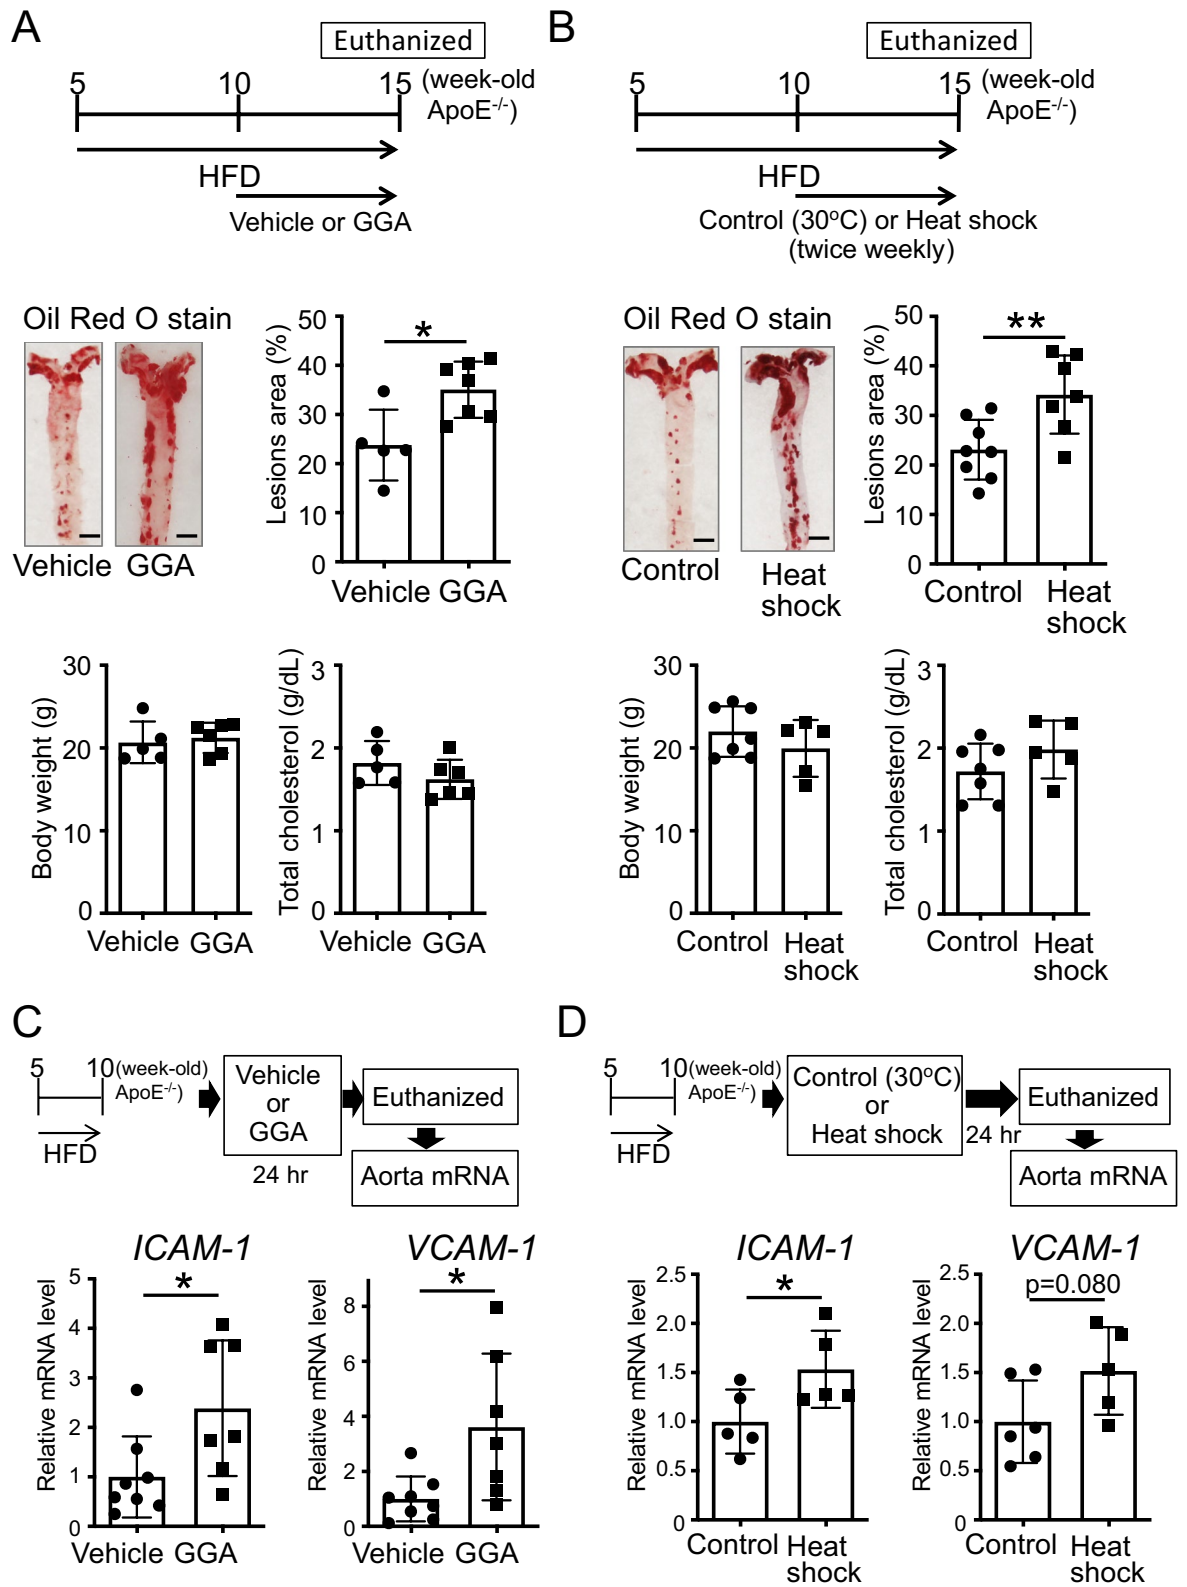 A
Euthanized
5 10 15 (week-old
ApoE-/-)
HFD
Vehicle or GGA
Oil Red O stain
Vehicle GGA
Lesions area (%)
50
40
30
20
10
0
*
Vehicle GGA
Body weight (g)
30
20
10
0
Vehicle GGA
Total cholesterol (g/dL)
3
2
1
0
Vehicle GGA
B
Euthanized
5 10 15 (week-old
ApoE-/-)
HFD
Control (30oC) or Heat shock
(twice weekly)
Oil Red O stain
Control Heat
shock
Lesions area (%)
50
40
30
20
10
0
**
Control Heat
shock
Body weight (g)
30
20
10
0
Control Heat
shock
Total cholesterol (g/dL)
3
2
1
0
Control Heat
shock
C
5 10 (week-old)
ApoE-/-)
HFD
Vehicle
or
GGA
24 hr
Euthanized
Aorta mRNA
ICAM-1
Relative mRNA level
5
4
3
2
1
0
*
Vehicle GGA
VCAM-1
Relative mRNA level
8
6
4
2
0
*
Vehicle GGA
D
5 10 (week-old)
ApoE-/-)
HFD
Control (30oC)
or
Heat shock
24 hr
Euthanized
Aorta mRNA
ICAM-1
Relative mRNA level
2.5
2.0
1.5
1.0
0.5
0
*
Control Heat
shock
VCAM-1
Relative mRNA level
2.5
2.0
1.5
1.0
0.5
0
p=0.080
Control Heat
shock